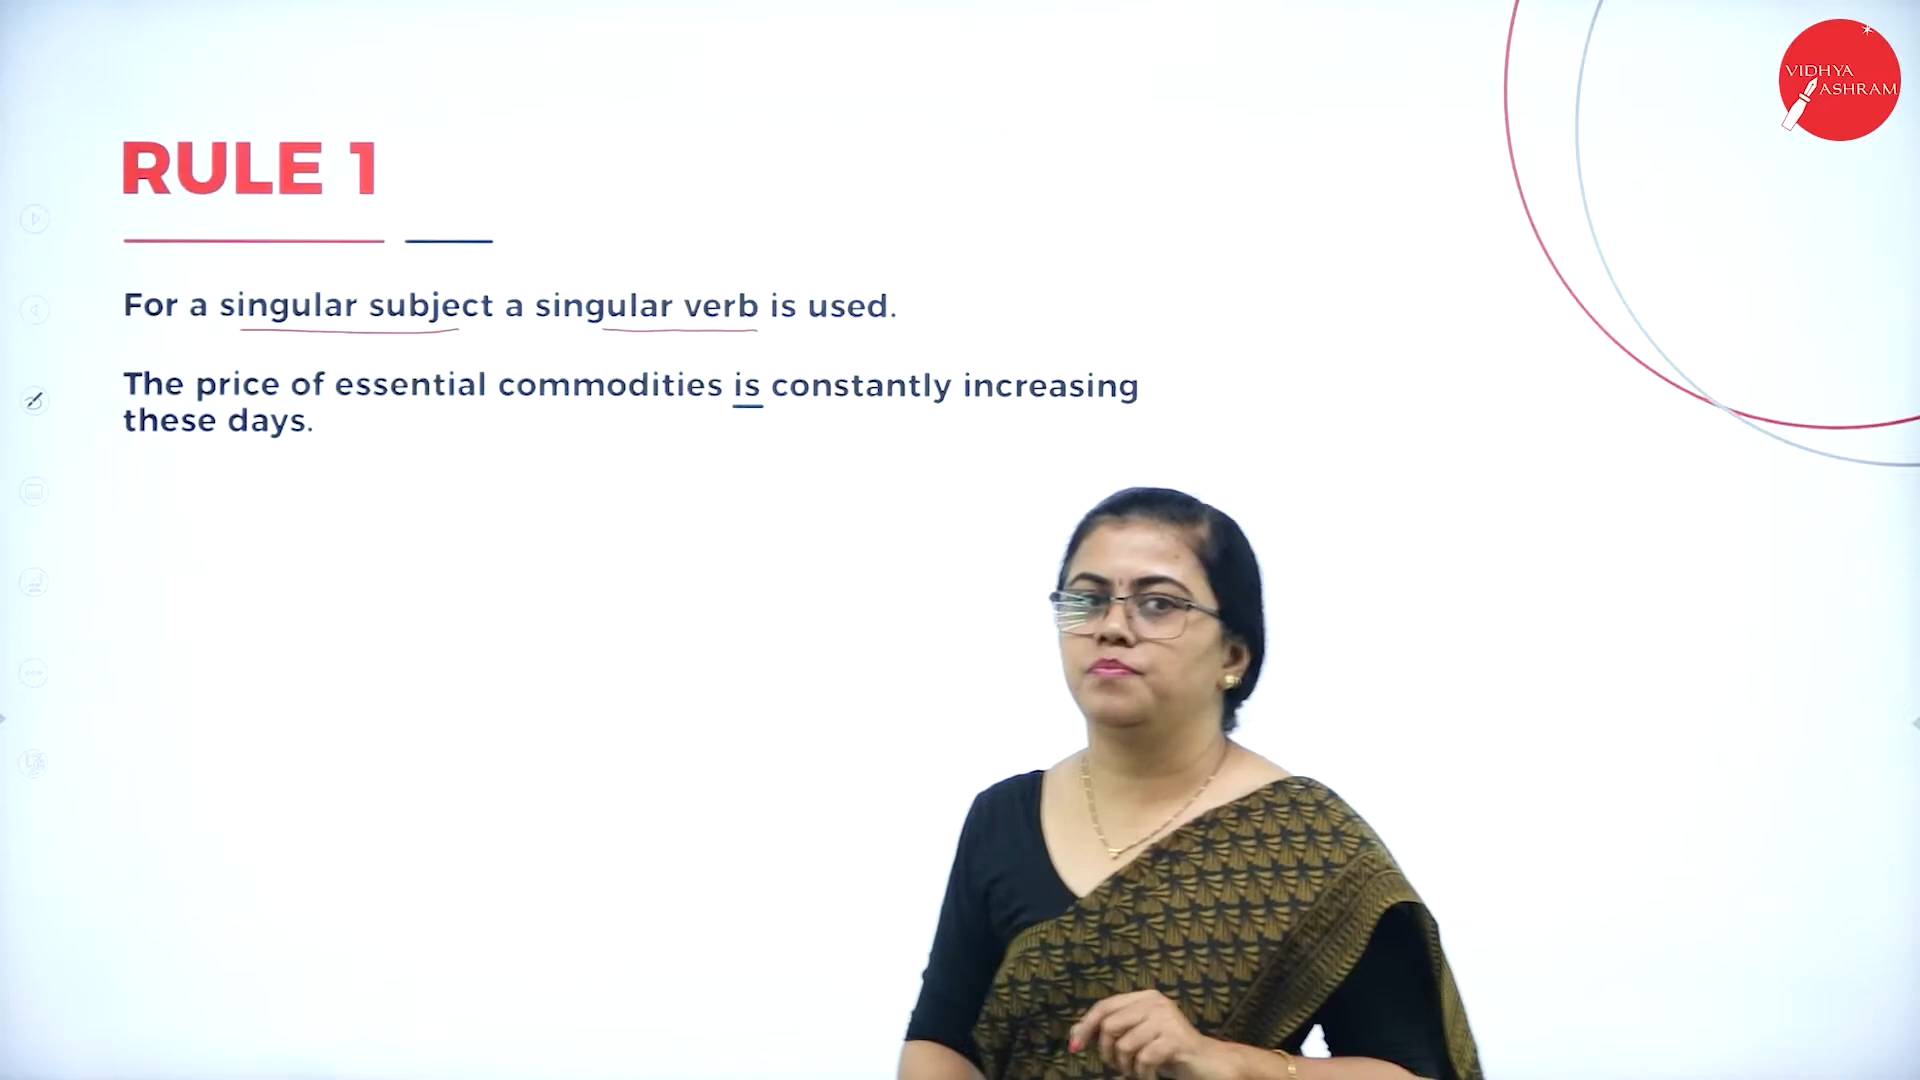 VIDHYA
ASHRAM
RULE 1
For a singular subject a singular verb is used.
The price of essential commodities is constantly increasing
these days.